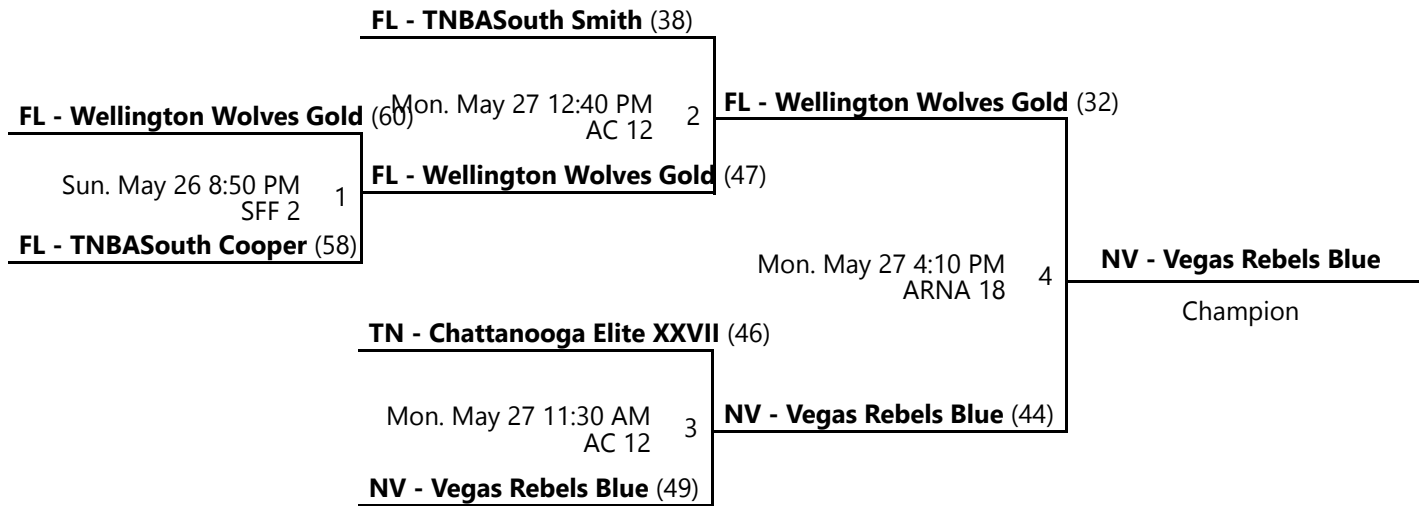 FL - TNBASouth Smith (38)
FL - Wellington Wolves Gold (60)
Mon. May 27 12:40 PM
AC 12
2
FL - Wellington Wolves Gold (32)
Sun. May 26 8:50 PM
SFF 2
1
FL - Wellington Wolves Gold (47)
FL - TNBASouth Cooper (58)
Mon. May 27 4:10 PM
ARNA 18
4
NV - Vegas Rebels Blue
Champion
TN - Chattanooga Elite XXVII (46)
Mon. May 27 11:30 AM
AC 12
3
NV - Vegas Rebels Blue (44)
NV - Vegas Rebels Blue (49)